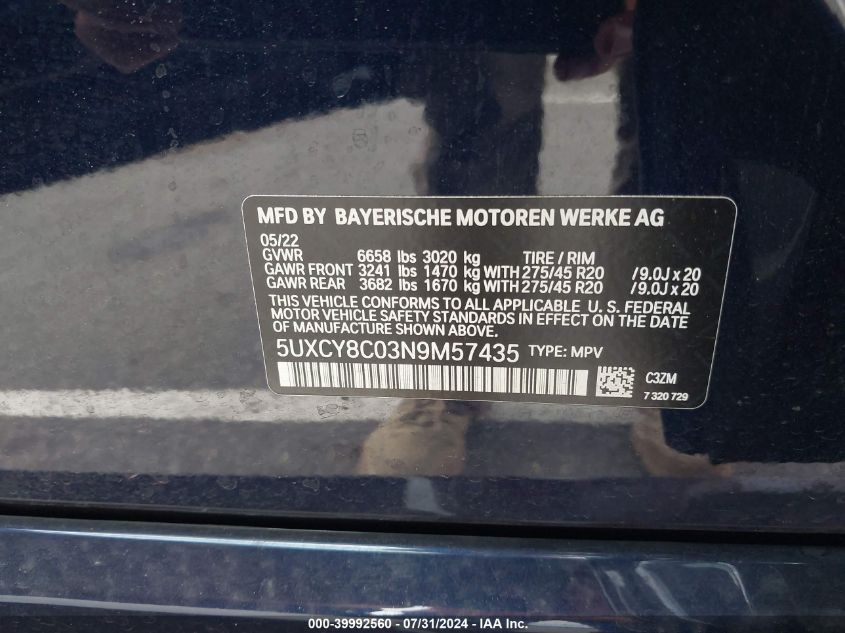 MFD BY BAYERISCHE MOTOREN WERKE AG
05/22
GVWR 6658 lbs 3020 kg TIRE / RIM
GAWR FRONT 3241 lbs 1470 kg WITH 275/45 R20 /9.0J x 20
GAWR REAR 3682 lbs 1670 kg WITH 275/45 R20 /9.0J x 20
THIS VEHICLE CONFORMS TO ALL APPLICABLE U. S. FEDERAL
MOTOR VEHICLE SAFETY STANDARDS IN EFFECT ON THE DATE
OF MANUFACTURE SHOWN ABOVE.
5UXCY8C03N9M57435 TYPE: MPV
C3ZM
7 320 729
000-39992560 - 07/31/2024 - IAA Inc.